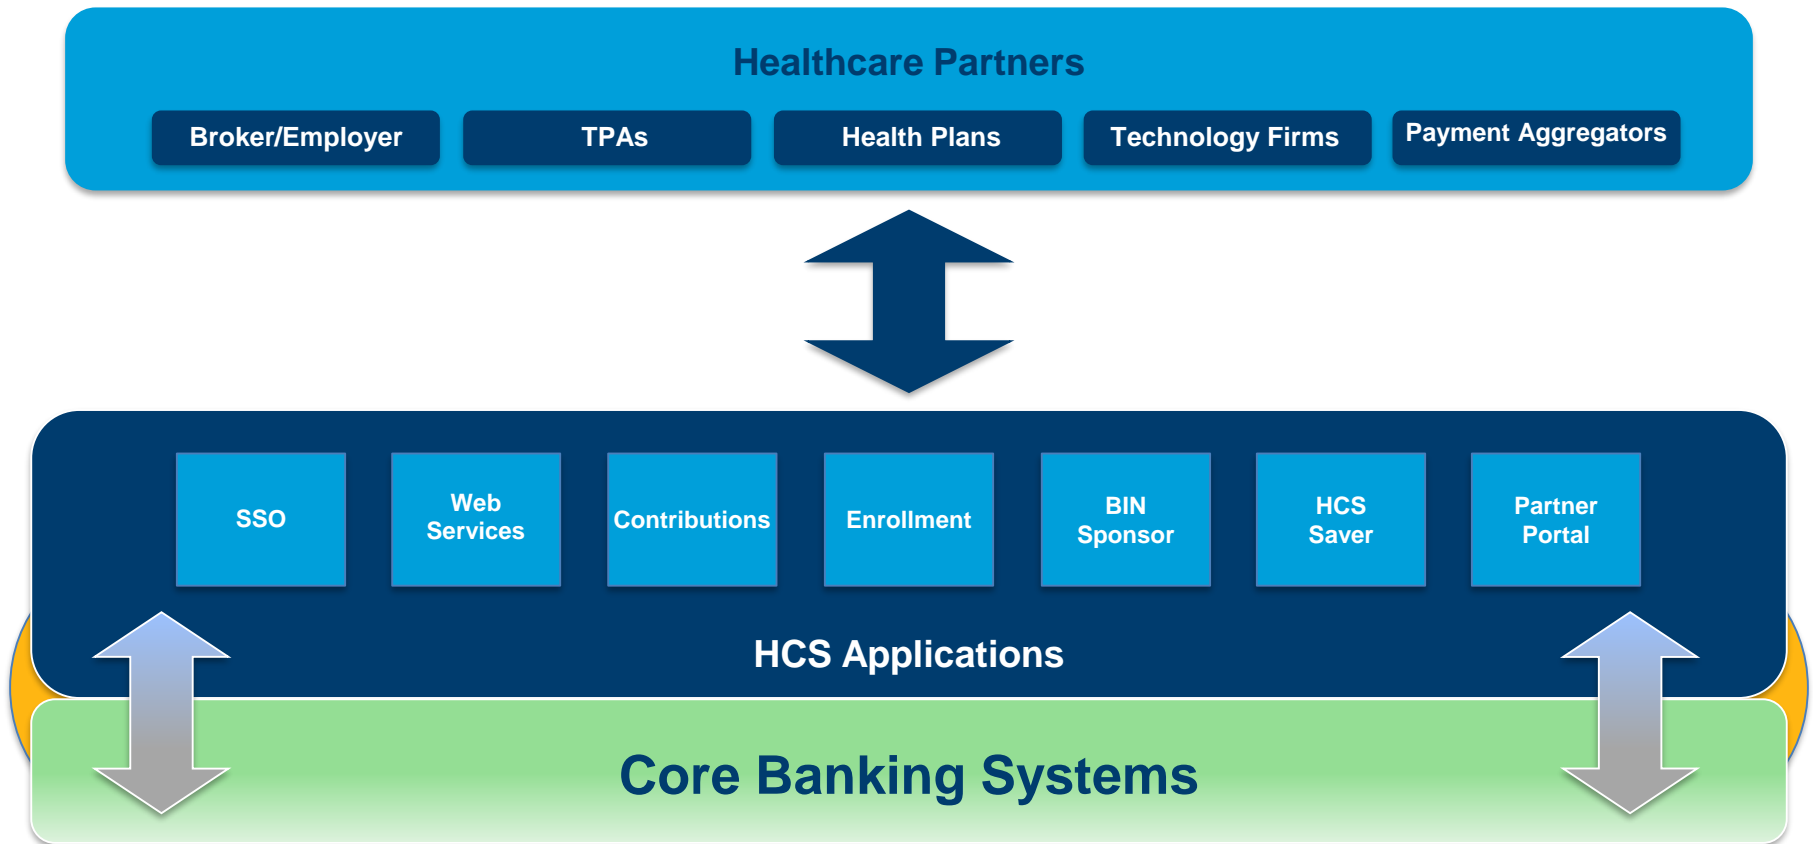 Healthcare Partners
Broker/Employer
TPAs
Health Plans
Technology Firms
Payment Aggregators
SSO
Web
Services
Contributions
Enrollment
BIN
Sponsor
HCS
Saver
Partner
Portal
HCS Applications
Core Banking Systems